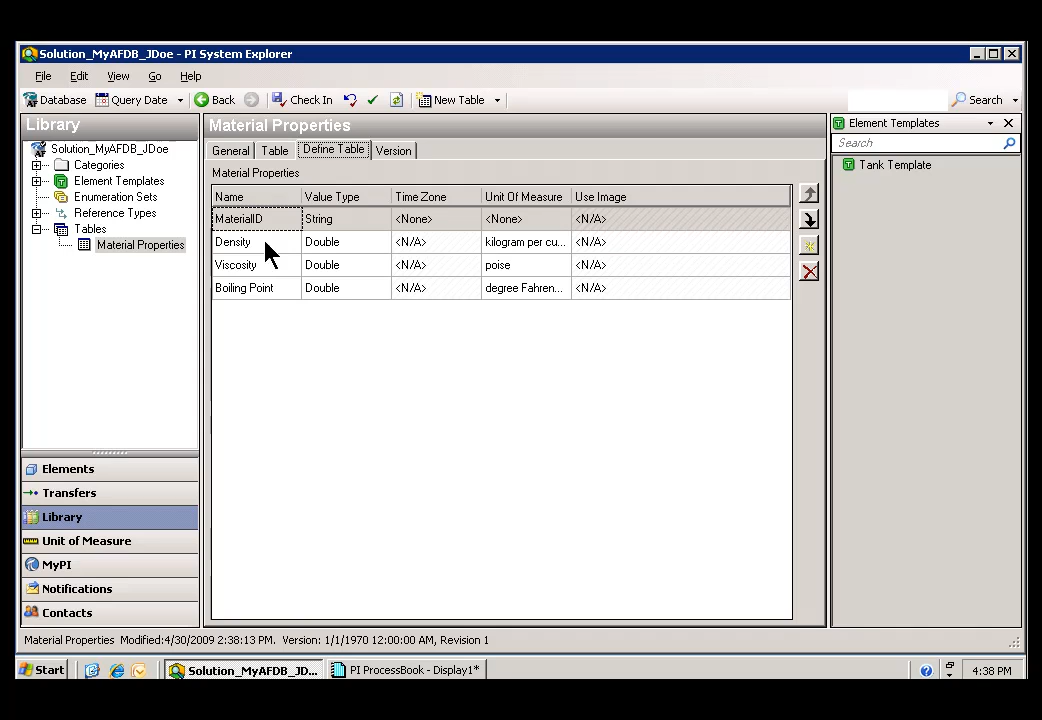 Solution_MyAFDB_JDoe - PI System Explorer
File Edit View Go Help
Database Query Date Back Check In New Table Search
Library
Solution_MyAFDB_JDoe
Categories
Element Templates
Enumeration Sets
Reference Types
Tables
Material Properties
Elements
Transfers
Library
Unit of Measure
MyPI
Notifications
Contacts
Material Properties
General Table Define Table Version
Material Properties
Name Value Type Time Zone Unit Of Measure Use Image
MaterialID String <None> <None> <N/A>
Density Double <N/A> kilogram per cu... <N/A>
Viscosity Double <N/A> poise <N/A>
Boiling Point Double <N/A> degree Fahren... <N/A>
Element Templates
Search
Tank Template
Material Properties Modified:4/30/2009 2:38:13 PM. Version: 1/1/1970 12:00:00 AM, Revision 1
Start Solution_MyAFDB_JD... PI ProcessBook - Display1* 4:38 PM